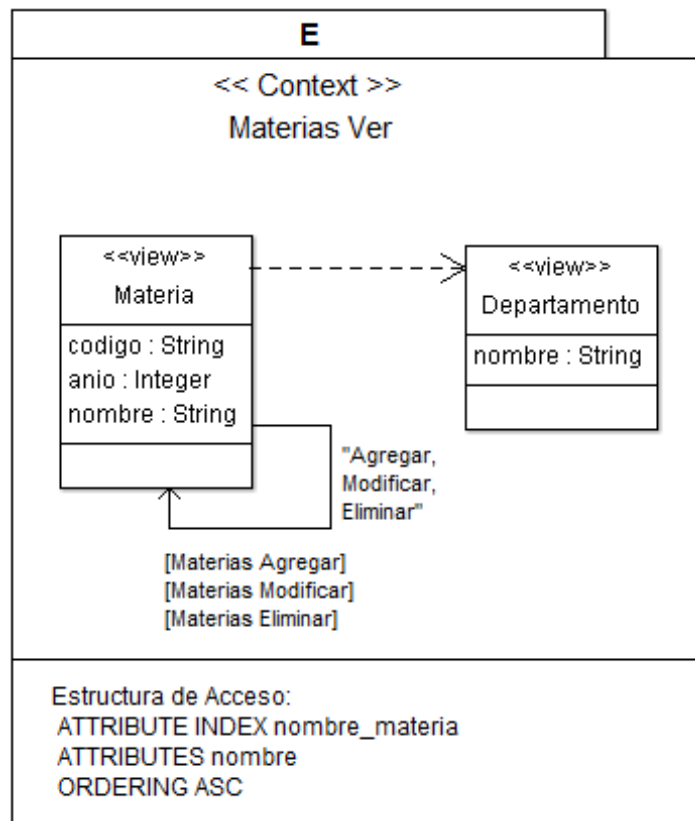 E
<< Context >>
Materias Ver
<<view>>
Materia
codigo : String
anio : Integer
nombre : String
<<view>>
Departamento
nombre : String
"Agregar,
Modificar,
Eliminar"
[Materias Agregar]
[Materias Modificar]
[Materias Eliminar]
Estructura de Acceso:
ATTRIBUTE INDEX nombre_materia
ATTRIBUTES nombre
ORDERING ASC